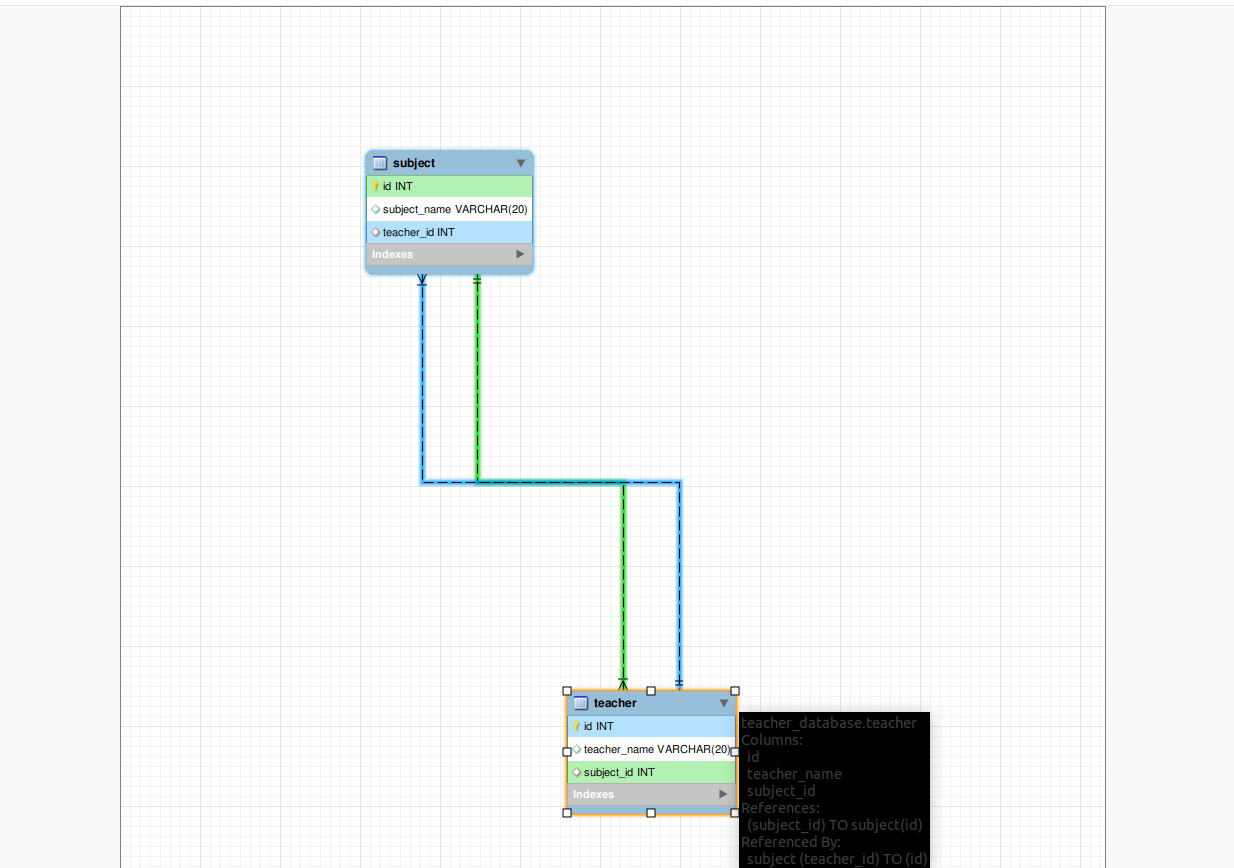 subject
id INT
subject_name VARCHAR(20)
teacher_id INT
Indexes
teacher
id INT
teacher_name VARCHAR(20)
subject_id INT
Indexes
teacher_database.teacher
Columns:
id
teacher_name
subject_id
References:
(subject_id) TO subject(id)
Referenced By:
subject (teacher_id) TO (id)